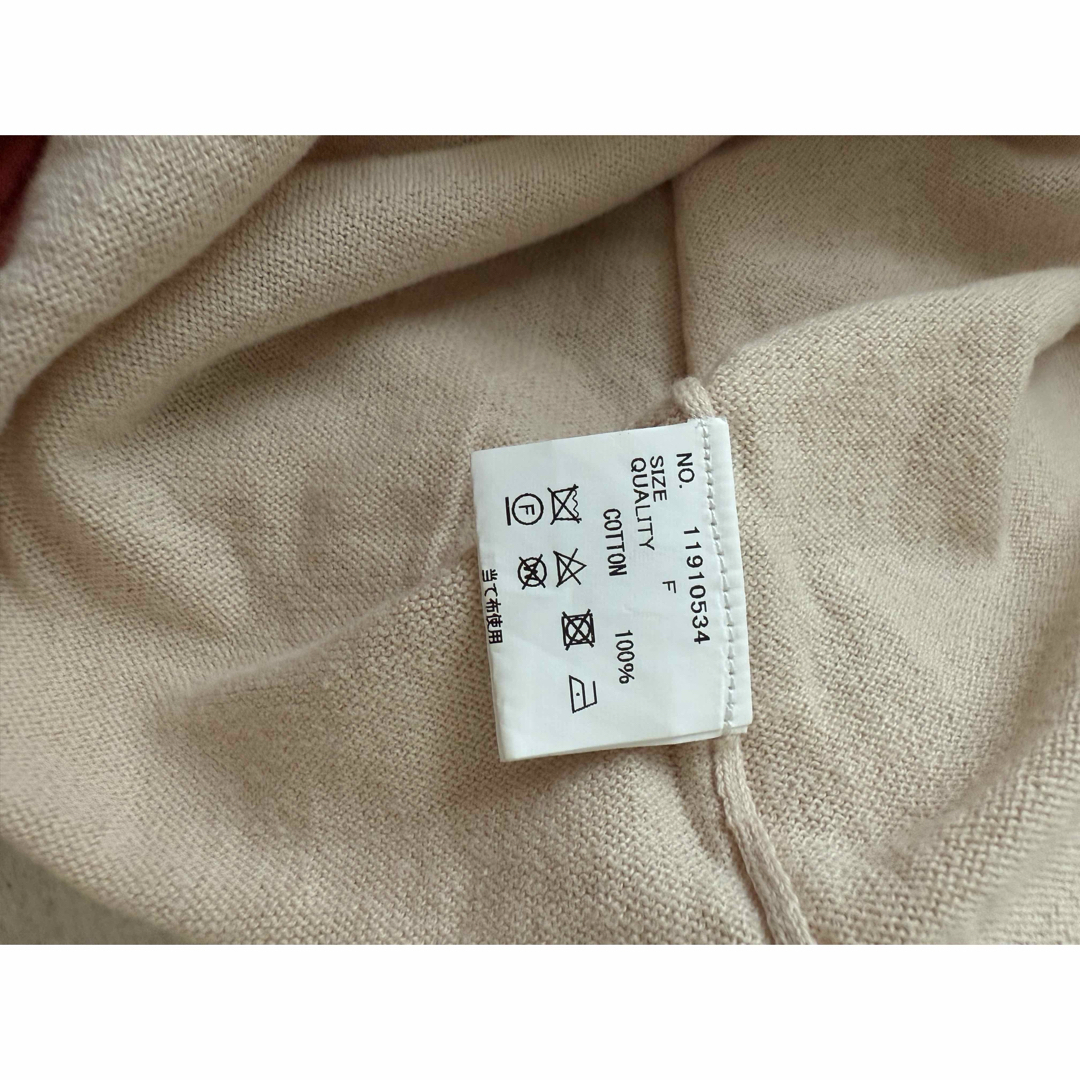 NO. 11910534
SIZE F
QUALITY
COTTON 100%
F W
当て布使用